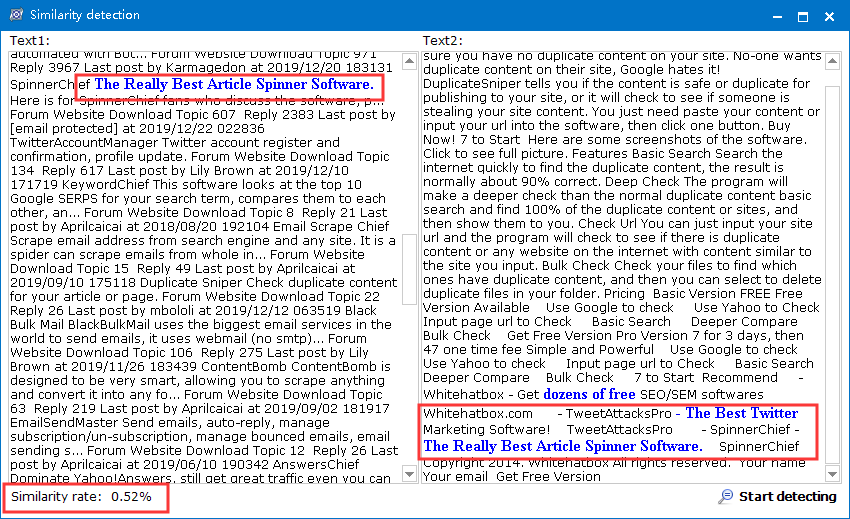 Similarity detection
Text1:
automated with Bot... Forum Website Download Topic 971
Reply 3967 Last post by Karmagedon at 2019/12/20 183131
SpinnerChief The Really Best Article Spinner Software.
Here is for SpinnerChief fans who discuss the software, p...
Forum Website Download Topic 607  Reply 2383 Last post by
[email protected] at 2019/12/22 022836
TwitterAccountManager Twitter account register and
confirmation, profile update. Forum Website Download Topic
134  Reply 617 Last post by Lily Brown at 2019/12/10
171719 KeywordChief This software looks at the top 10
Google SERPS for your search term, compares them to each
other, an... Forum Website Download Topic 8  Reply 21 Last
post by Aprilcaicai at 2018/08/20 192104 Email Scrape Chief
Scrape email address from search engine and any site. It is a
spider can scrape emails from whole in... Forum Website
Download Topic 15  Reply 49 Last post by Aprilcaicai at
2019/09/10 175118 Duplicate Sniper Check duplicate content
for your article or page. Forum Website Download Topic 22
Reply 26 Last post by mbololi at 2019/12/12 063519 Black
Bulk Mail BlackBulkMail uses the biggest email services in the
world to send emails, it uses webmail (no smtp)... Forum
Website Download Topic 106  Reply 275 Last post by Lily
Brown at 2019/11/26 183439 ContentBomb ContentBomb is
designed to be very smart, allowing you to scrape anything
and convert it into any fo... Forum Website Download Topic
63  Reply 219 Last post by Aprilcaicai at 2019/09/02 181917
EmailSendMaster Send emails, auto-reply, manage
subscription/un-subscription, manage bounced emails, email
sending s... Forum Website Download Topic 12  Reply 26 Last
post by Aprilcaicai at 2019/06/10 190342 AnswersChief
Dominate Yahoo!Answers, still get great traffic even you can
Similarity rate:  0.52%
Text2:
sure you have no duplicate content on your site. No-one wants
duplicate content on their site, Google hates it!
DuplicateSniper tells you if the content is safe or duplicate for
publishing to your site, or it will check to see if someone is
stealing your site content. You just need paste your content or
input your url into the software, then click one button. Buy
Now! 7 to Start  Here are some screenshots of the software.
Click to see full picture. Features Basic Search Search the
internet quickly to find the duplicate content, the result is
normally about 90% correct. Deep Check The program will
make a deeper check than the normal duplicate content basic
search and find 100% of the duplicate content or sites, and
then show them to you. Check Url You can just input your site
url and the program will check to see if there is duplicate
content or any website on the internet with content similar to
the site you input. Bulk Check Check your files to find which
ones have duplicate content, and then you can select to delete
duplicate files in your folder. Pricing  Basic Version FREE Free
Version Available    Use Google to check    Use Yahoo to Check
Input page url to Check    Basic Search    Deeper Compare
Bulk Check    Get Free Version Pro Version 7 for 3 days, then
47 one time fee Simple and Powerful    Use Google to check
Use Yahoo to check    Input page url to Check    Basic Search
Deeper Compare    Bulk Check    7 to Start  Recommend    -
Whitehatbox - Get dozens of free SEO/SEM softwares
Whitehatbox.com    - TweetAttacksPro - The Best Twitter
Marketing Software!    TweetAttacksPro    - SpinnerChief -
The Really Best Article Spinner Software.    SpinnerChief
Copyright 2014. Whitehatbox All rights reserved.  Your name
Your email  Get Free Version
Start detecting